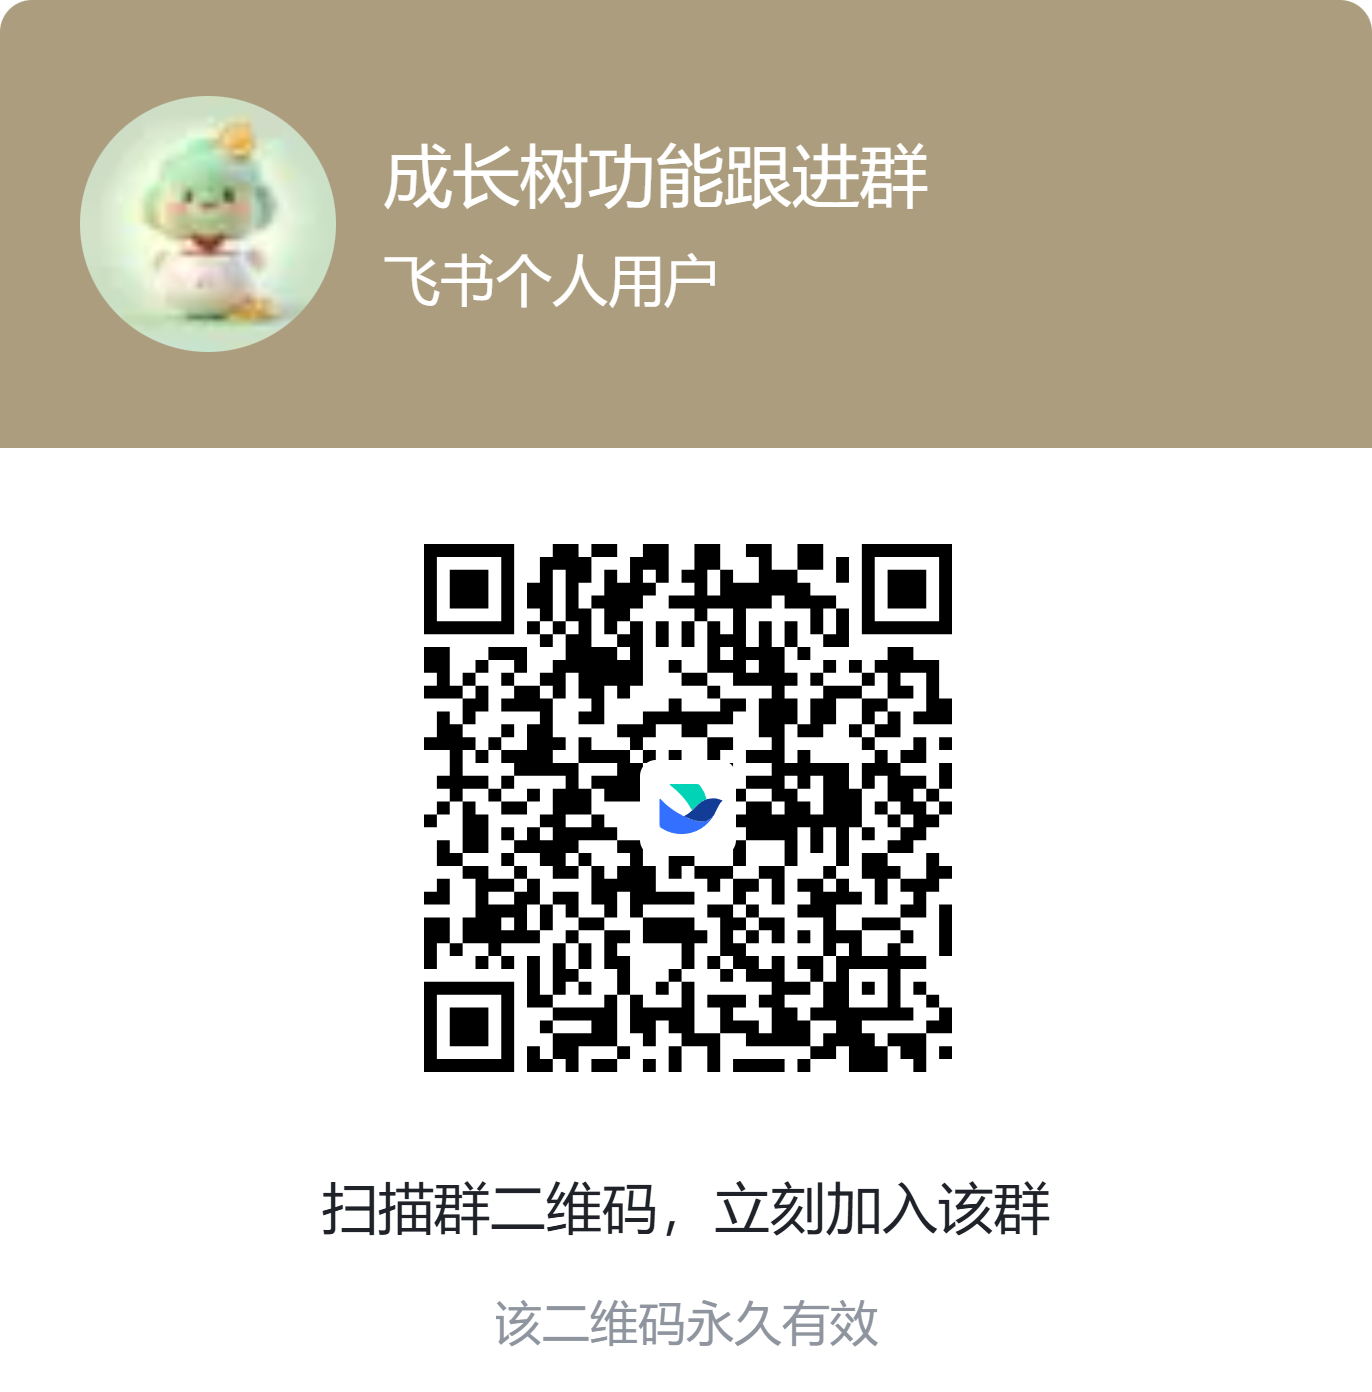 成长树功能跟进群
飞书个人用户
扫描群二维码，立刻加入该群
该二维码永久有效